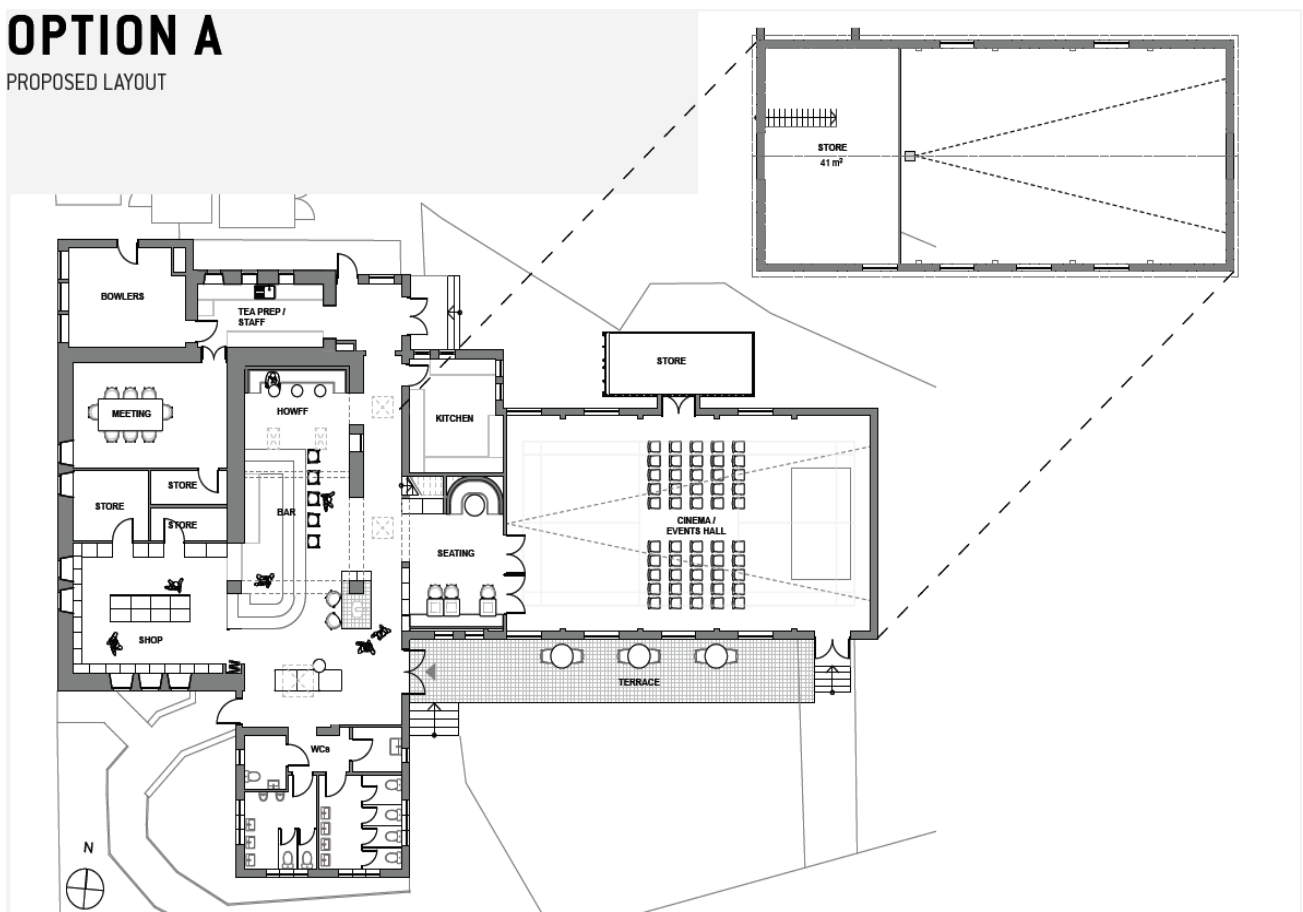 OPTION A
PROPOSED LAYOUT
STORE
41 m²
BOWLERS
TEA PREP /
STAFF
STORE
MEETING
HOWFF
KITCHEN
STORE
STORE
STORE
BAR
CINEMA /
EVENTS HALL
SEATING
SHOP
TERRACE
WCs
N